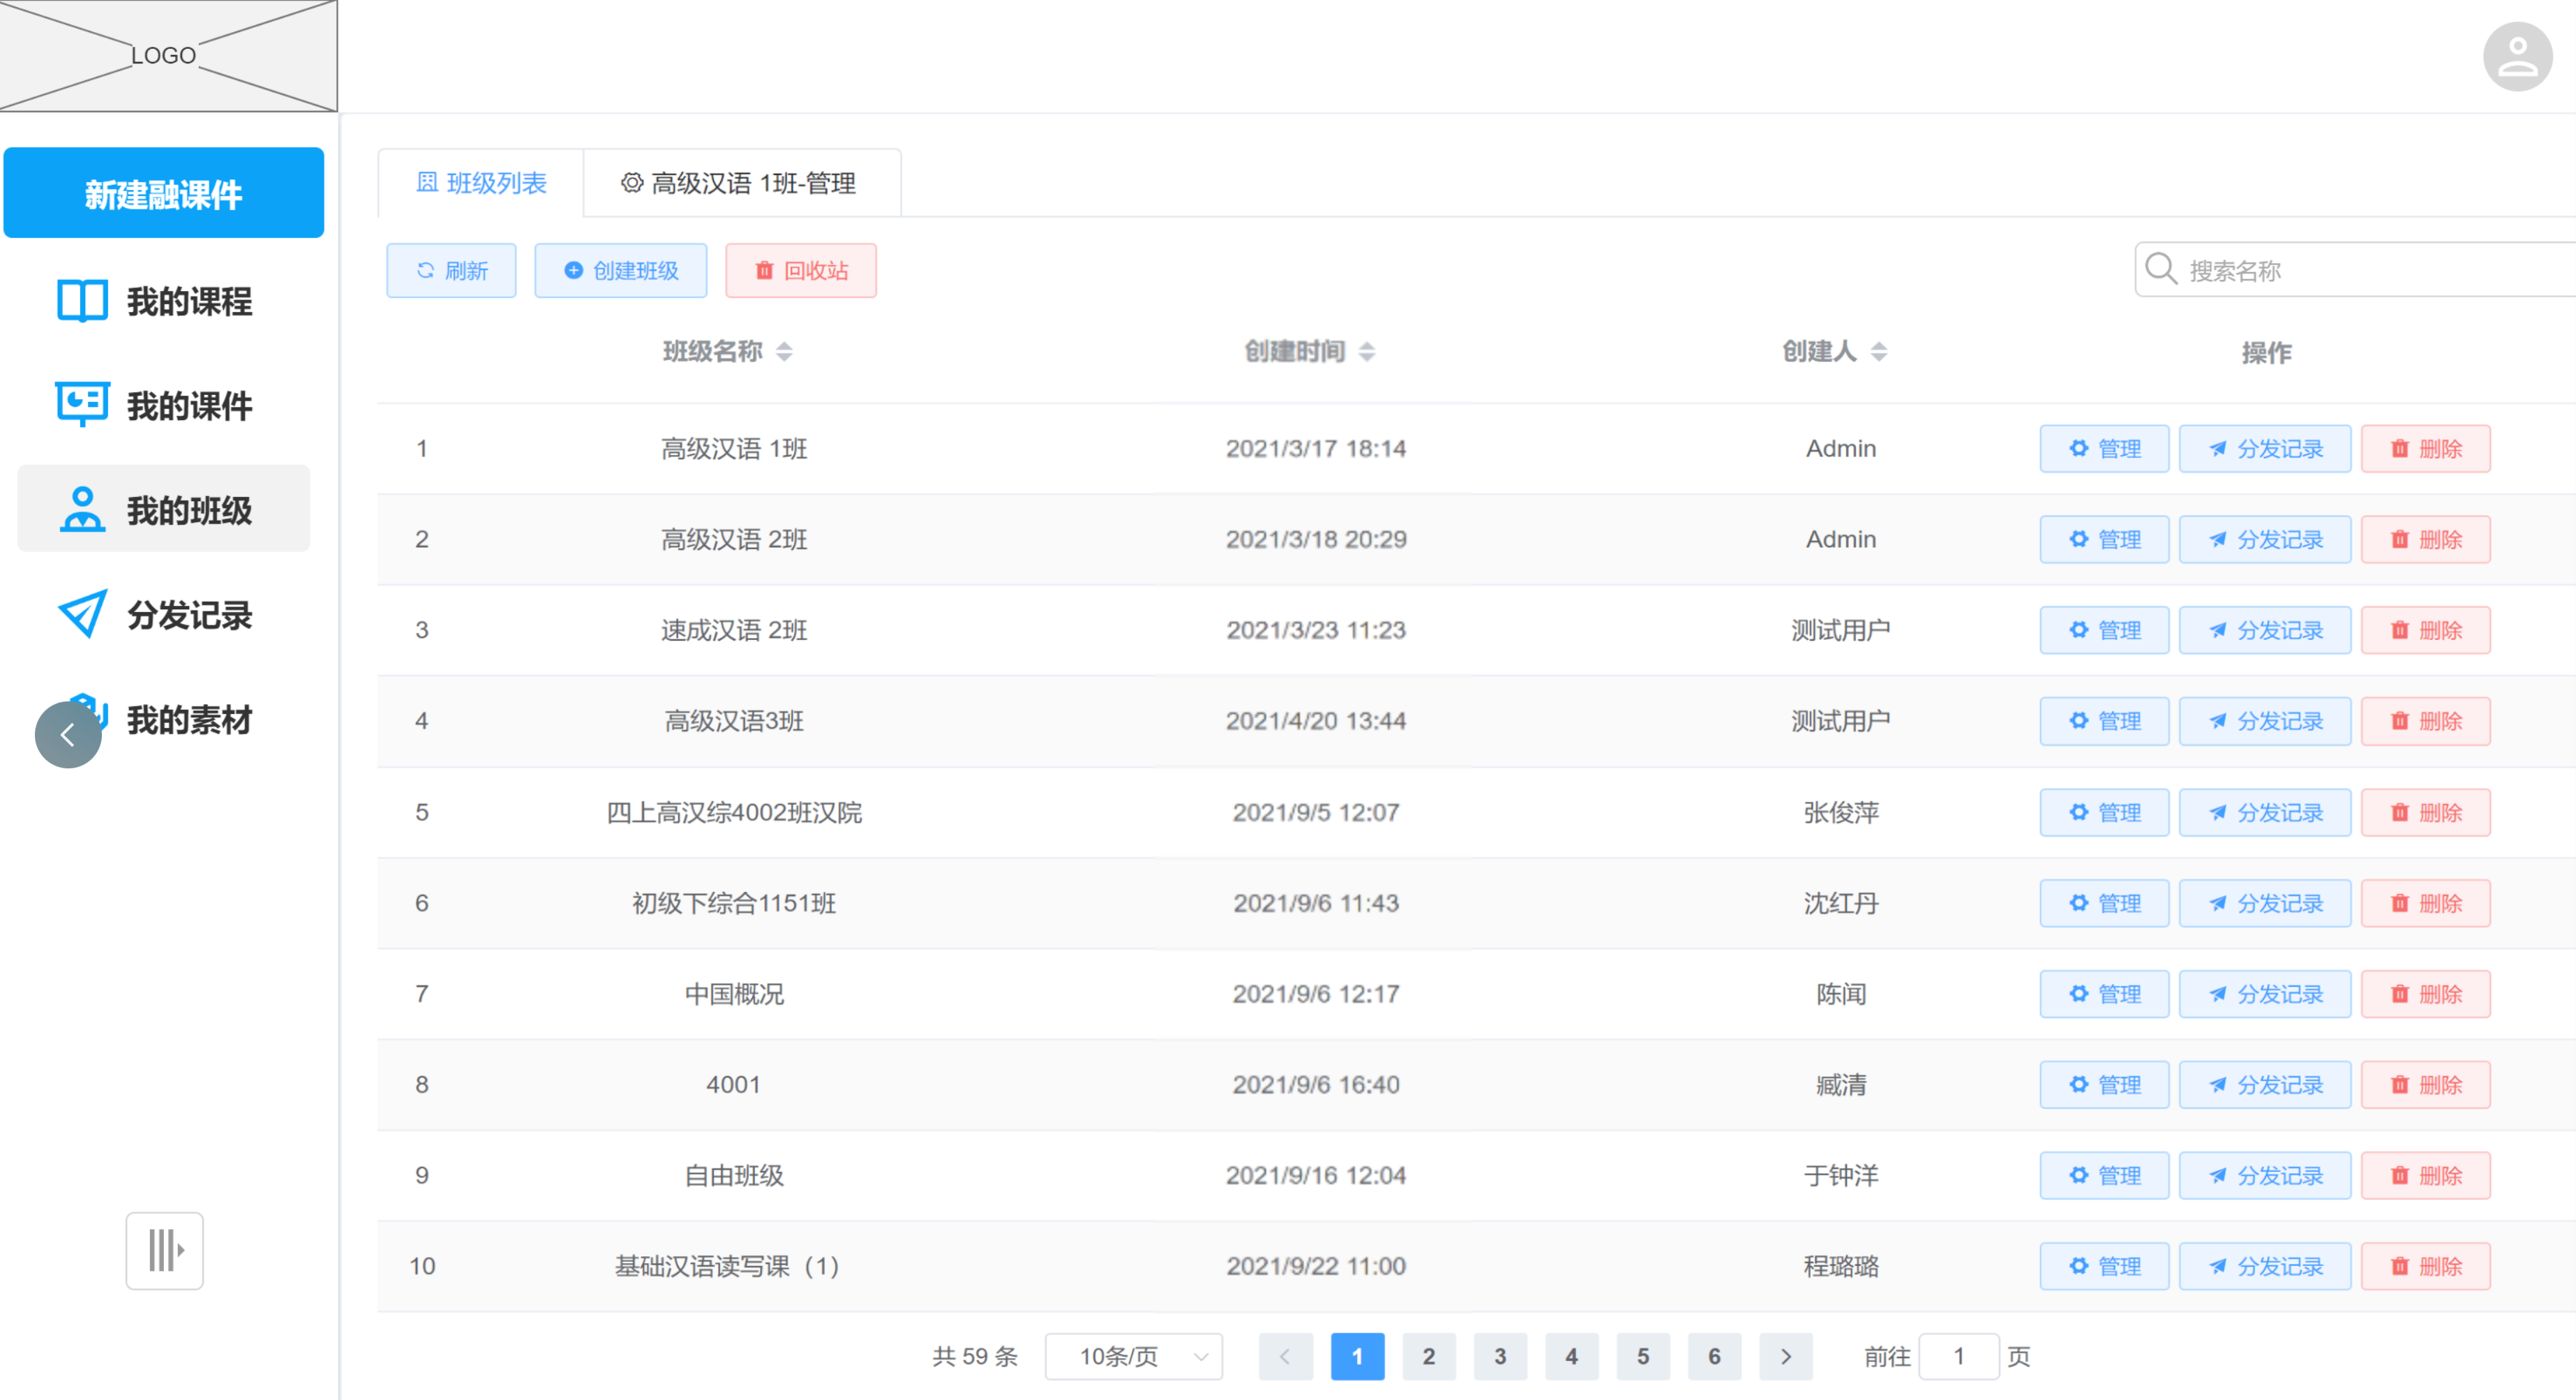 LOGO
新建融课件
我的课程
我的课件
我的班级
分发记录
我的素材
班级列表 高级汉语 1班-管理
刷新 创建班级 回收站 搜索名称
班级名称 创建时间 创建人 操作
1 高级汉语 1班 2021/3/17 18:14 Admin 管理 分发记录 删除
2 高级汉语 2班 2021/3/18 20:29 Admin 管理 分发记录 删除
3 速成汉语 2班 2021/3/23 11:23 测试用户 管理 分发记录 删除
4 高级汉语3班 2021/4/20 13:44 测试用户 管理 分发记录 删除
5 四上高汉综4002班汉院 2021/9/5 12:07 张俊萍 管理 分发记录 删除
6 初级下综合1151班 2021/9/6 11:43 沈红丹 管理 分发记录 删除
7 中国概况 2021/9/6 12:17 陈闻 管理 分发记录 删除
8 4001 2021/9/6 16:40 臧清 管理 分发记录 删除
9 自由班级 2021/9/16 12:04 于钟洋 管理 分发记录 删除
10 基础汉语读写课（1） 2021/9/22 11:00 程璐璐 管理 分发记录 删除
共 59 条 10条/页 1 2 3 4 5 6 前往 1 页